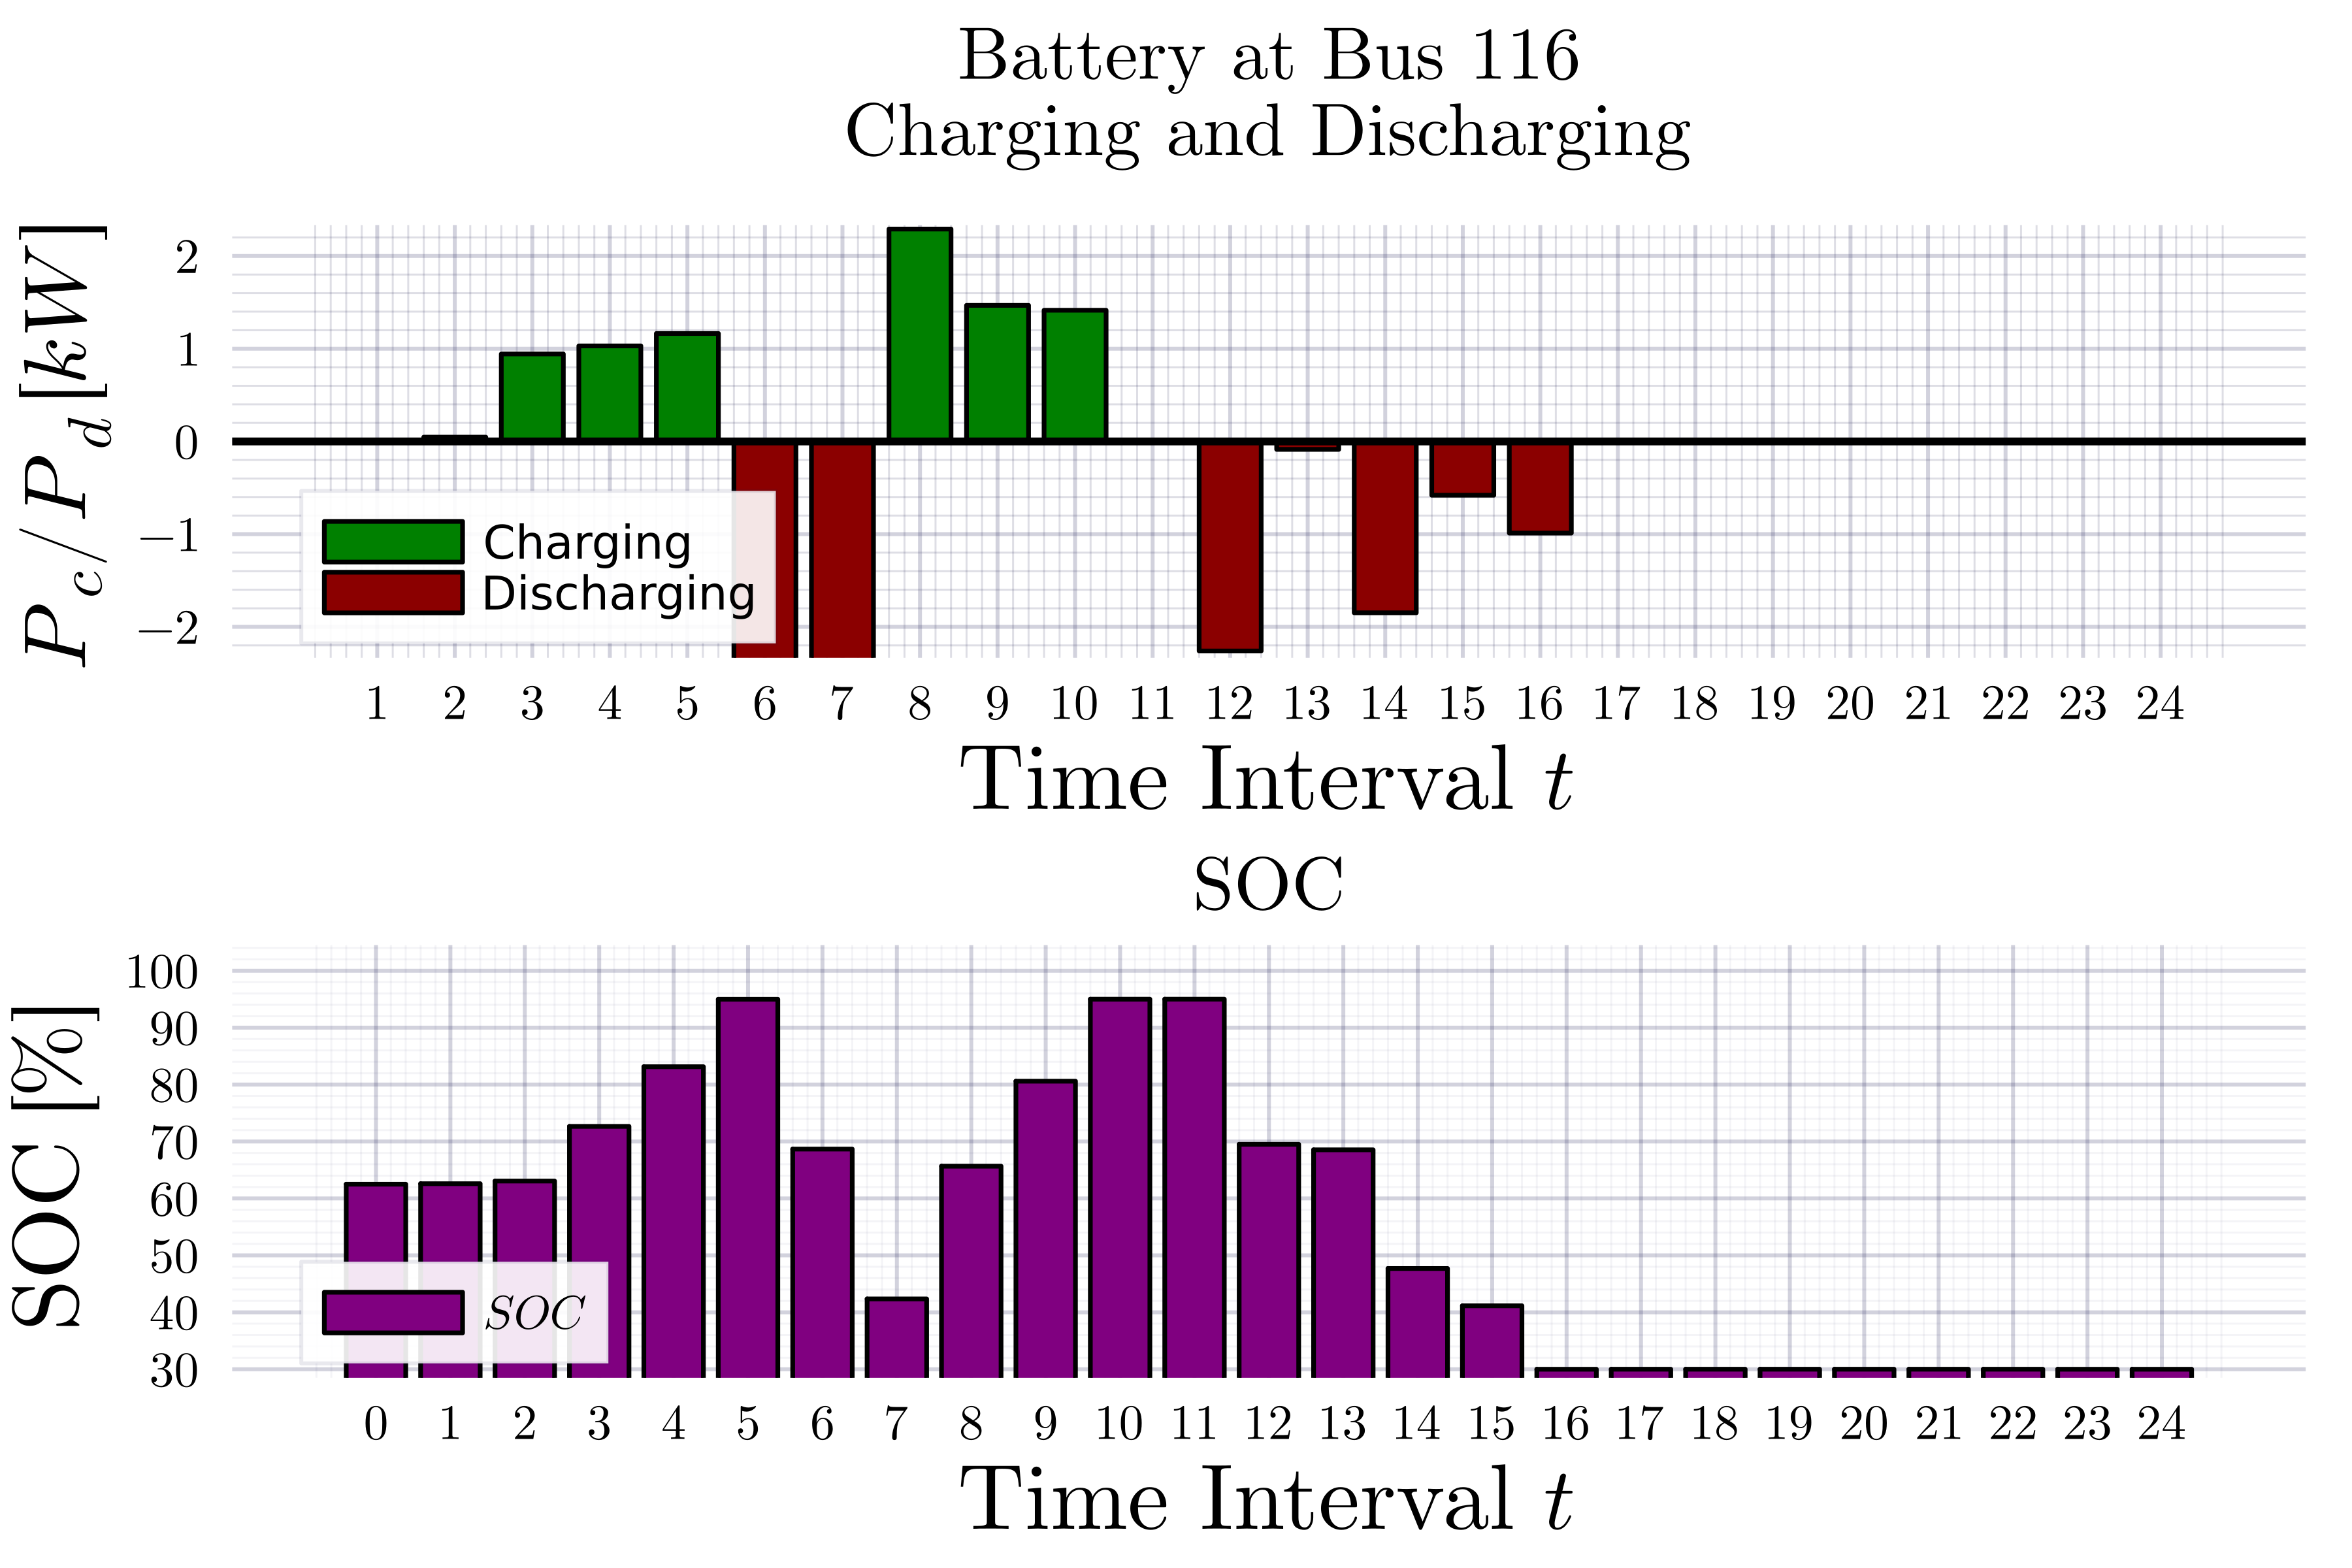 Battery at Bus 116
Charging and Discharging
P_c/P_d [kW]
2
1
0
−1
−2
Charging
Discharging
1 2 3 4 5 6 7 8 9 10 11 12 13 14 15 16 17 18 19 20 21 22 23 24
Time Interval t
SOC
SOC [%]
100
90
80
70
60
50
40
30
SOC
0 1 2 3 4 5 6 7 8 9 10 11 12 13 14 15 16 17 18 19 20 21 22 23 24
Time Interval t